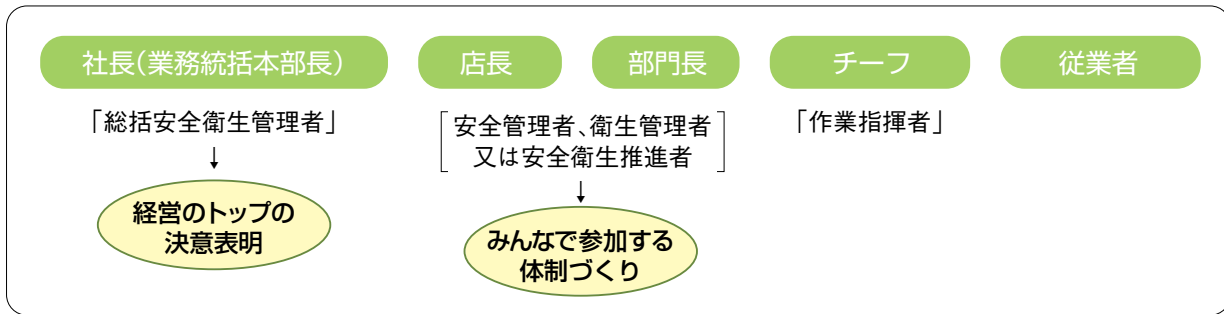 社長(業務統括本部長)
店長
部門長
チーフ
従業者
「総括安全衛生管理者」
安全管理者、衛生管理者
又は安全衛生推進者
「作業指揮者」
↓
経営のトップの
決意表明
↓
みんなで参加する
体制づくり